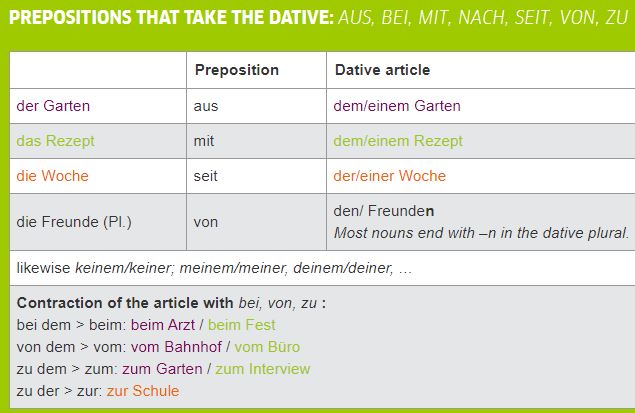 PREPOSITIONS THAT TAKE THE DATIVE: AUS, BEI, MIT, NACH, SEIT, VON, ZU
Preposition Dative article
der Garten aus dem/einem Garten
das Rezept mit dem/einem Rezept
die Woche seit der/einer Woche
die Freunde (Pl.) von den/ Freunden
Most nouns end with –n in the dative plural.
likewise keinem/keiner; meinem/meiner, deinem/deiner, …
Contraction of the article with bei, von, zu :
bei dem > beim: beim Arzt / beim Fest
von dem > vom: vom Bahnhof / vom Büro
zu dem > zum: zum Garten / zum Interview
zu der > zur: zur Schule